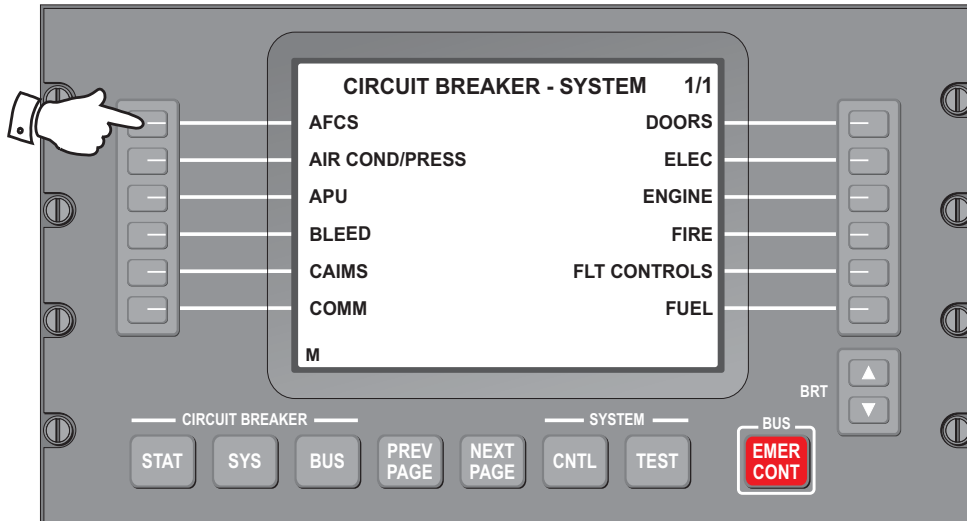 CIRCUIT BREAKER - SYSTEM 1/1
AFCS DOORS
AIR COND/PRESS ELEC
APU ENGINE
BLEED FIRE
CAIMS FLT CONTROLS
COMM FUEL
M
BRT
CIRCUIT BREAKER SYSTEM BUS
STAT SYS BUS PREV PAGE NEXT PAGE CNTL TEST EMER CONT